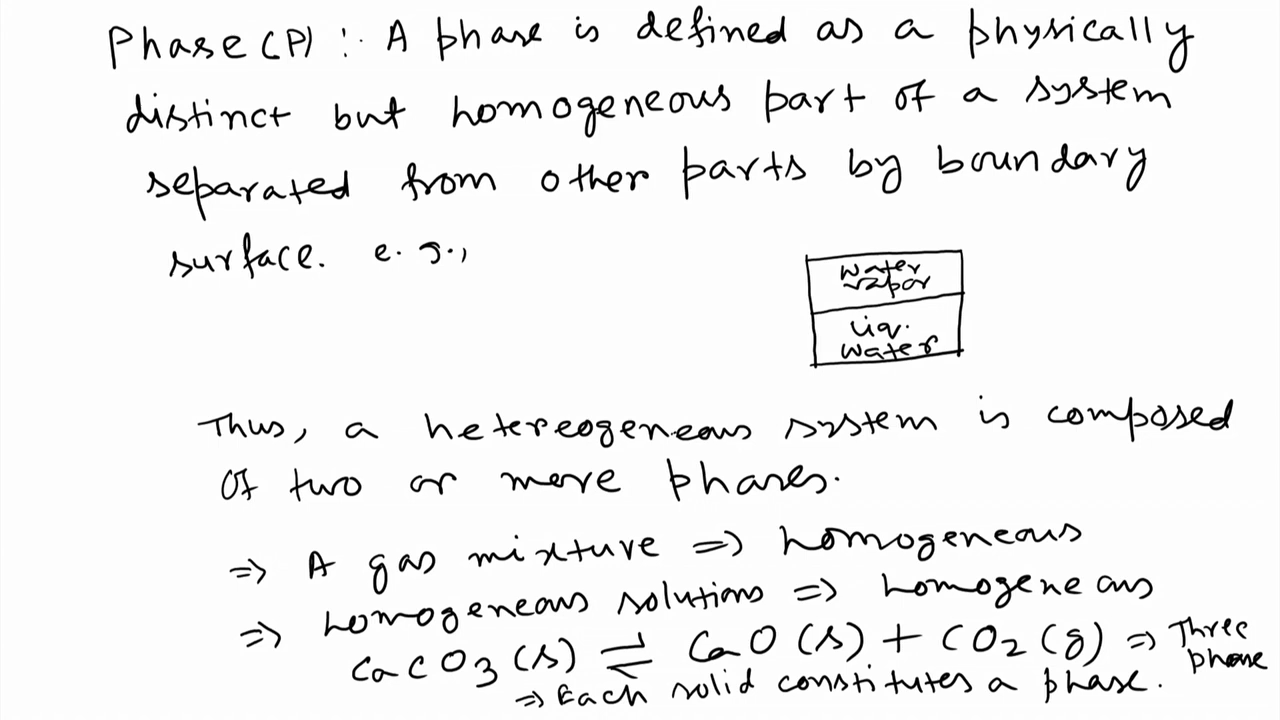 Phase (P) :. A phase is defined as a physically
distinct but homogeneous part of a system
separated from other parts by boundary
surface. e.g.,
water
vapor
liq.
water
Thus, a hetereogeneous system is composed
of two or more phases.
=> A gas mixture => homogeneous
=> homogeneous solutions => homogeneous
CaCO3 (s) ⇌ CaO (s) + CO2 (g) => Three
phase
=> Each solid constitutes a phase.